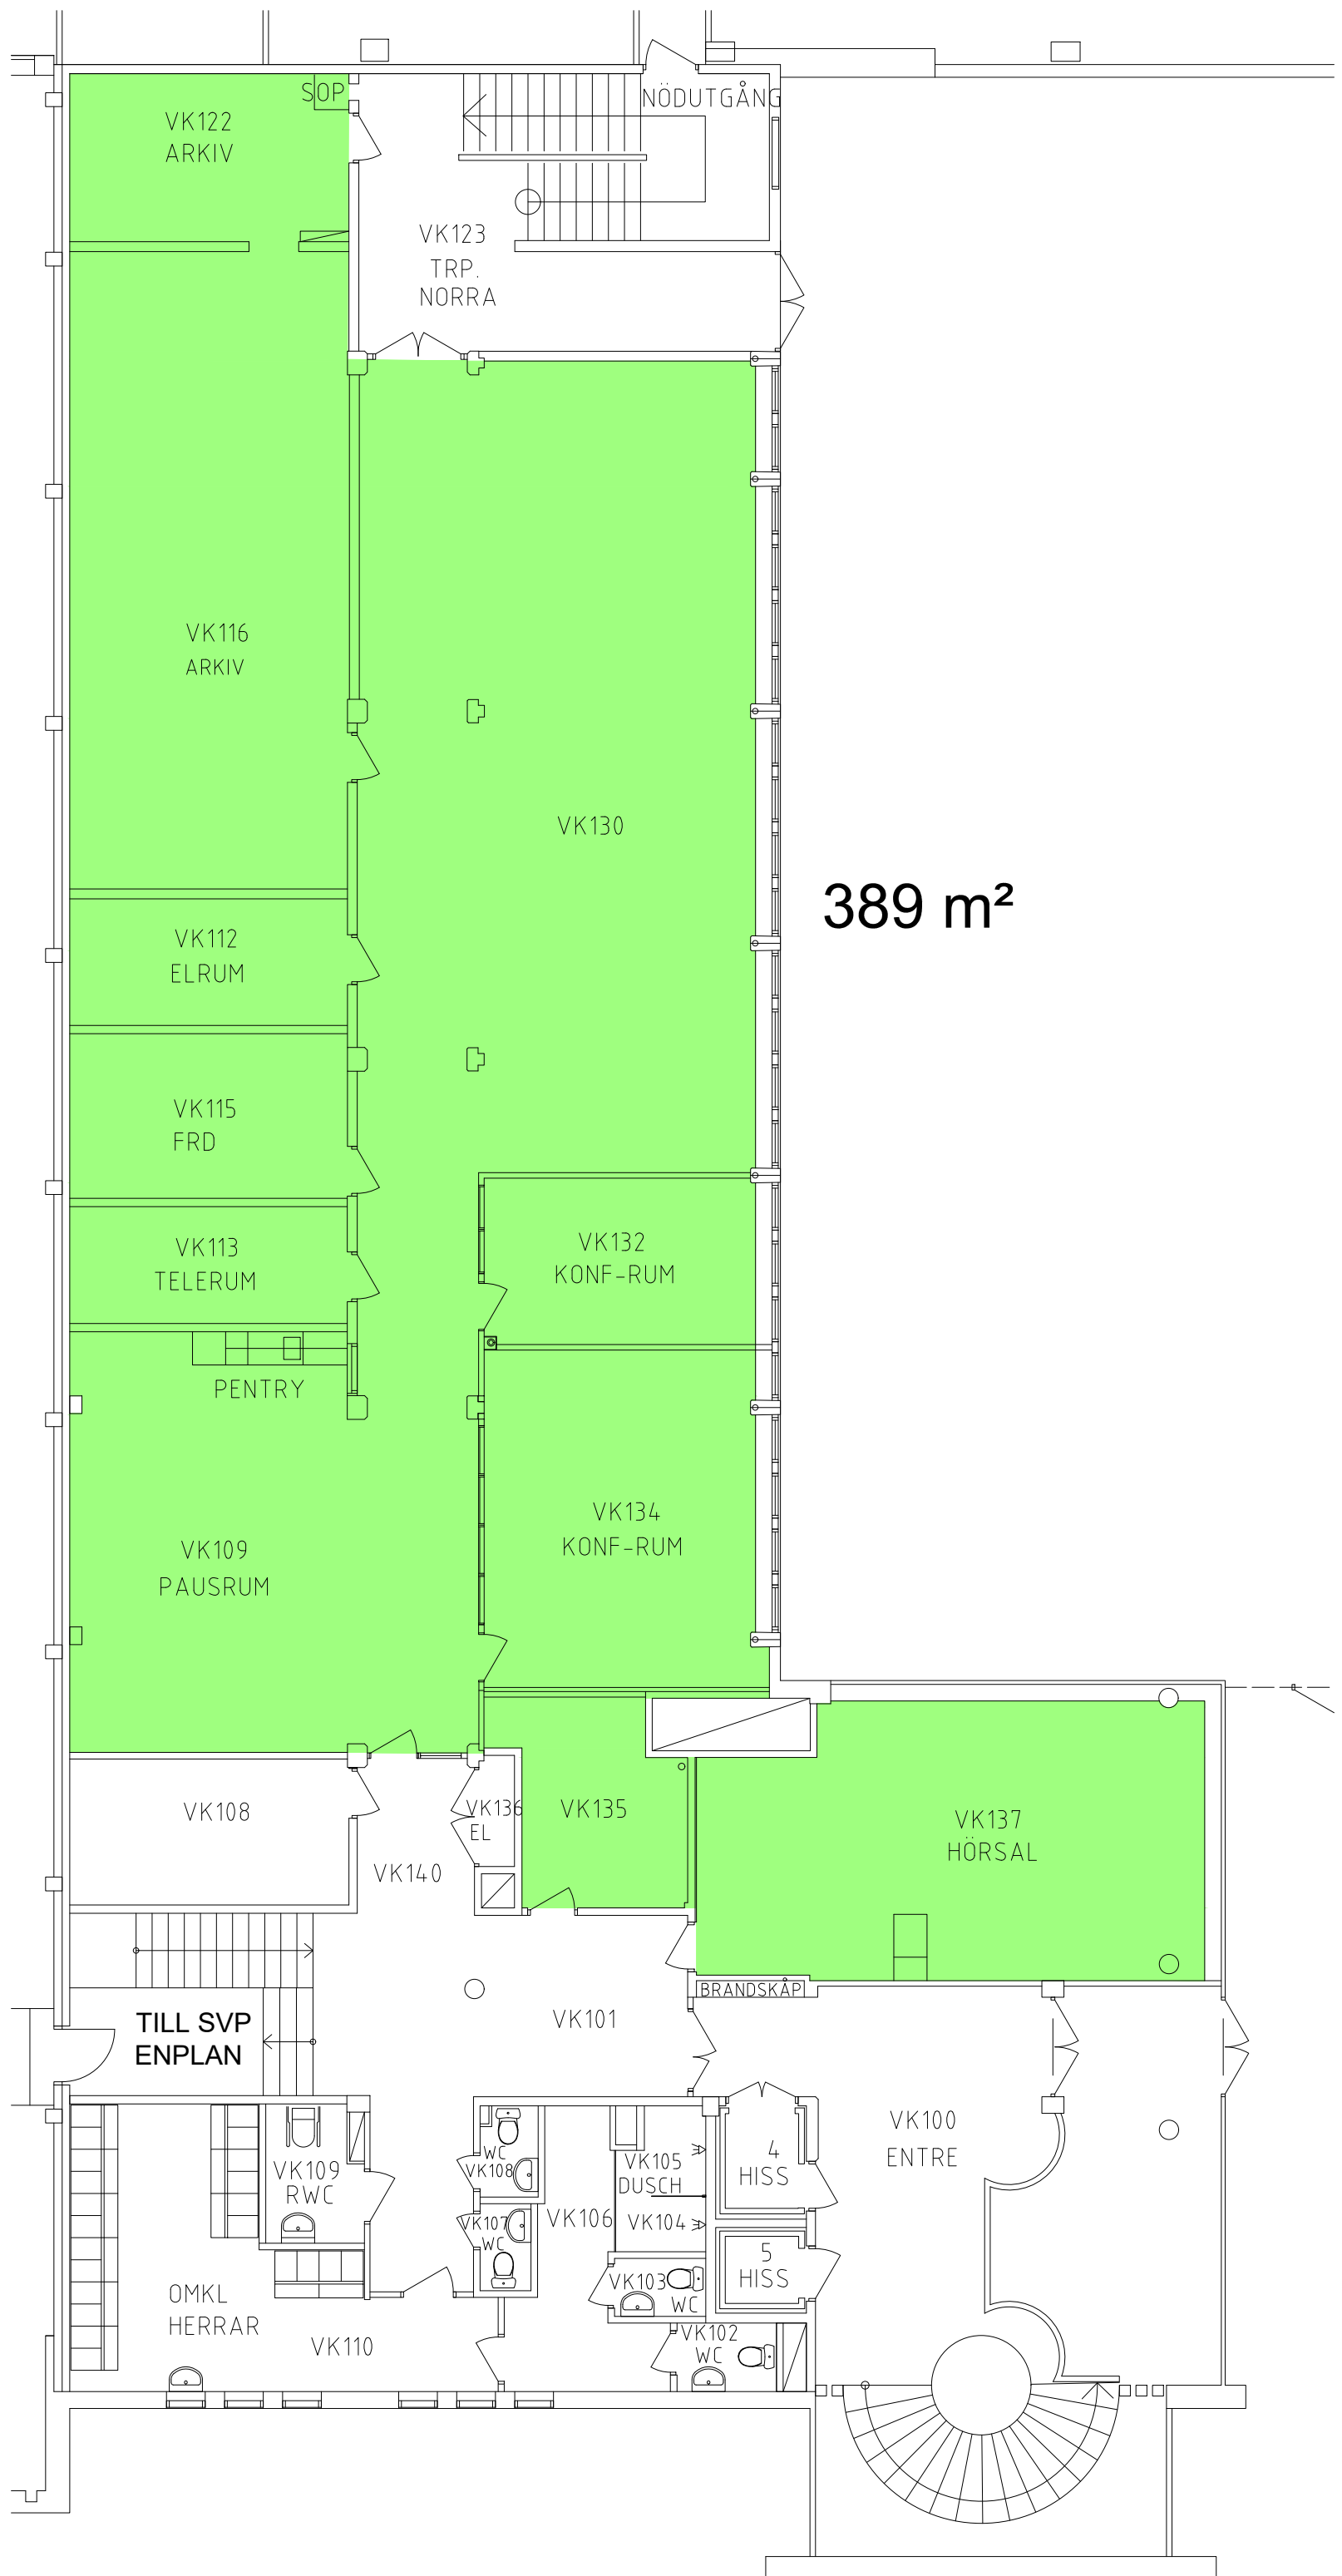 SOP
NÖDUTGÅNG
VK122
ARKIV
VK123
TRP.
NORRA
VK116
ARKIV
VK130
389 m²
VK112
ELRUM
VK115
FRD
VK113
TELERUM
VK132
KONF-RUM
PENTRY
VK134
KONF-RUM
VK109
PAUSRUM
VK108
VK136
EL
VK135
VK137
HÖRSAL
VK140
BRANDSKÅP
VK101
TILL SVP
ENPLAN
VK100
ENTRE
VK109
RWC
WC
VK108
VK105
DUSCH
4
HISS
VK107
WC
VK106
VK104
5
HISS
VK103
WC
OMKL
HERRAR
VK110
VK102
WC